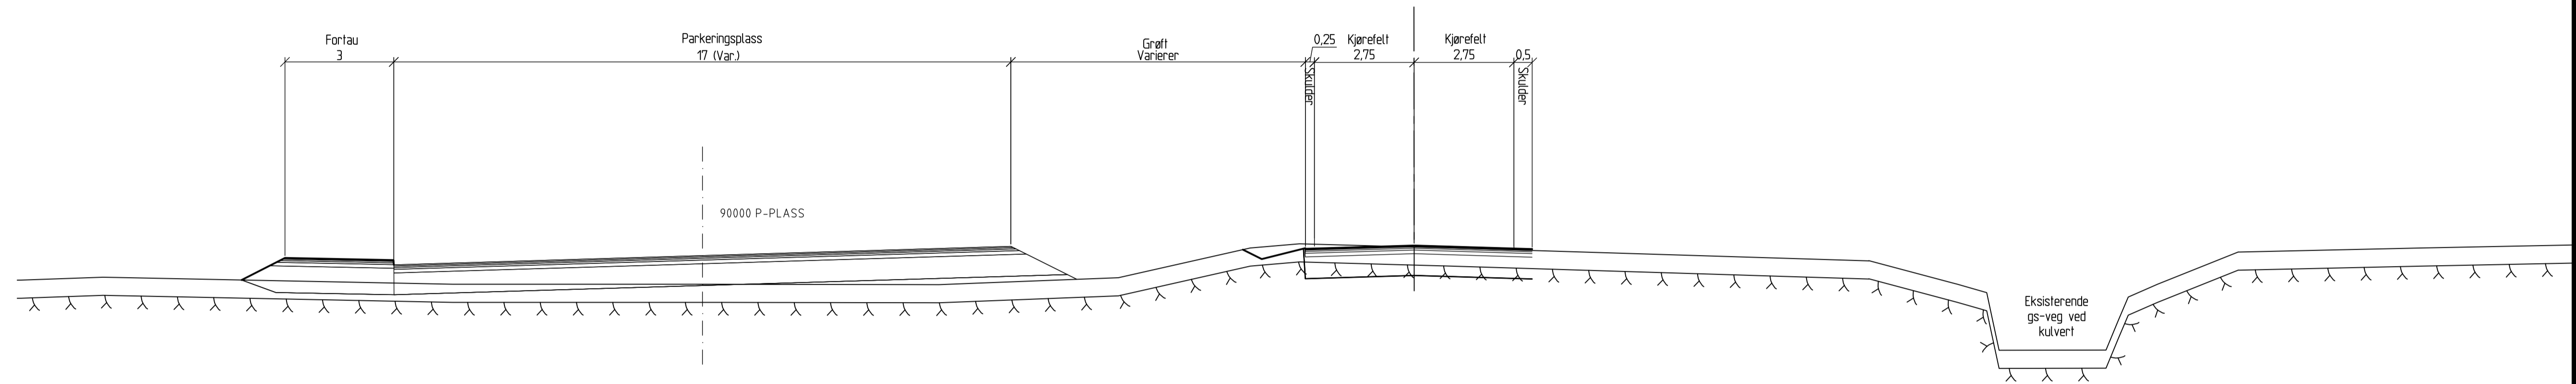 Fortau
3
Parkeringsplass
17 (Var.)
Grøft
Varierer
0,25
Skulder
Kjørefelt
2,75
Kjørefelt
2,75
0,5
Skulder
90000 P-PLASS
Eksisterende
gs-veg ved
kulvert